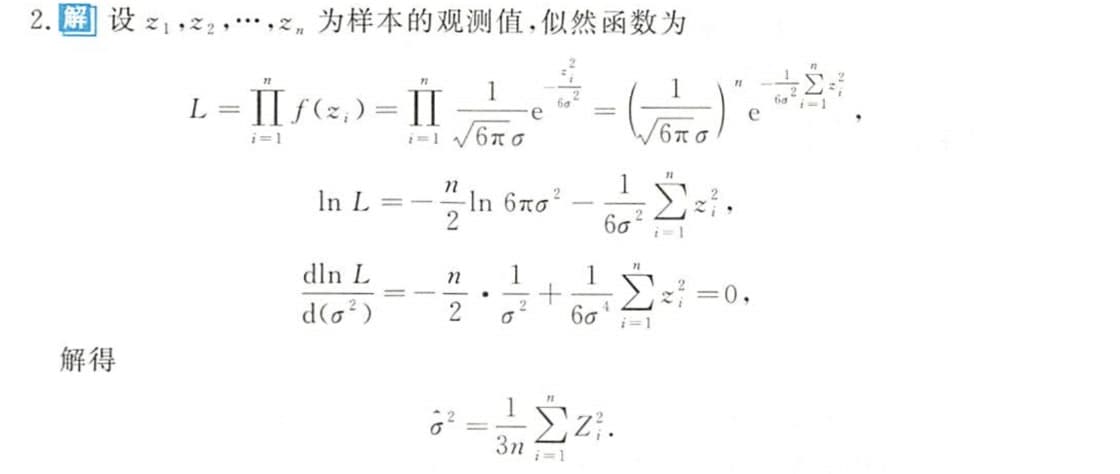 2. 解 设 z₁,z₂,⋯,zₙ 为样本的观测值,似然函数为
$L=\prod_{i=1}^{n} f(z_i)=\prod_{i=1}^{n}\frac{1}{\sqrt{6\pi}\sigma}e^{-\frac{z_i^2}{6\sigma^2}}=\left(\frac{1}{\sqrt{6\pi}\sigma}\right)^n e^{-\frac{1}{6\sigma^2}\sum_{i=1}^{n}z_i^2},$
$\ln L=-\frac{n}{2}\ln 6\pi\sigma^2-\frac{1}{6\sigma^2}\sum_{i=1}^{n}z_i^2,$
$\frac{d\ln L}{d(\sigma^2)}=-\frac{n}{2}\cdot\frac{1}{\sigma^2}+\frac{1}{6\sigma^4}\sum_{i=1}^{n}z_i^2=0,$
解得
$\hat{\sigma}^2=\frac{1}{3n}\sum_{i=1}^{n}Z_i^2.$